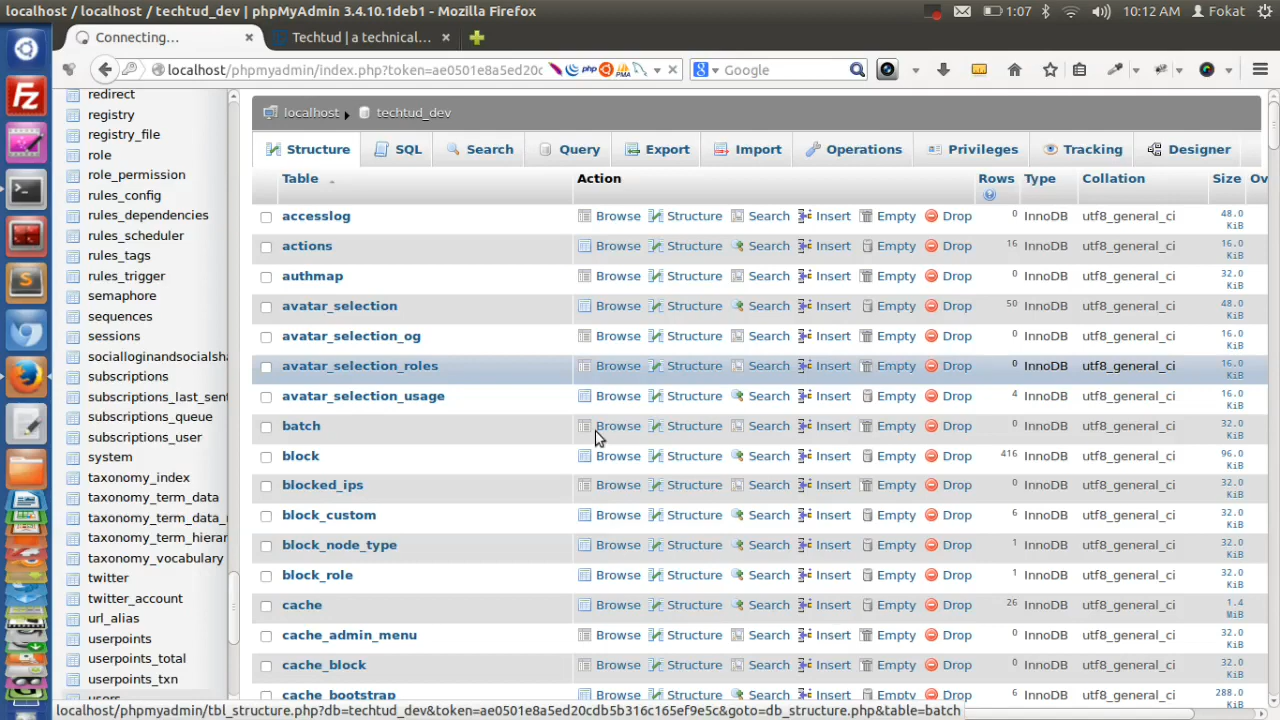 localhost / localhost / techtud_dev | phpMyAdmin 3.4.10.1deb1 - Mozilla Firefox
1:07
10:12 AM
Fokat
Connecting...
Techtud | a technical...
localhost/phpmyadmin/index.php?token=ae0501e8a5ed20c
Google
redirect
registry
registry_file
role
role_permission
rules_config
rules_dependencies
rules_scheduler
rules_tags
rules_trigger
semaphore
sequences
sessions
socialloginandsocialsha
subscriptions
subscriptions_last_sent
subscriptions_queue
subscriptions_user
system
taxonomy_index
taxonomy_term_data
taxonomy_term_data_
taxonomy_term_hierar
taxonomy_vocabulary
twitter
twitter_account
url_alias
userpoints
userpoints_total
userpoints_txn
users
localhost techtud_dev
Structure SQL Search Query Export Import Operations Privileges Tracking Designer
Table Action Rows Type Collation Size Ov
accesslog Browse Structure Search Insert Empty Drop 0 InnoDB utf8_general_ci 48.0 KiB
actions Browse Structure Search Insert Empty Drop 16 InnoDB utf8_general_ci 16.0 KiB
authmap Browse Structure Search Insert Empty Drop 0 InnoDB utf8_general_ci 32.0 KiB
avatar_selection Browse Structure Search Insert Empty Drop 50 InnoDB utf8_general_ci 48.0 KiB
avatar_selection_og Browse Structure Search Insert Empty Drop 0 InnoDB utf8_general_ci 16.0 KiB
avatar_selection_roles Browse Structure Search Insert Empty Drop 0 InnoDB utf8_general_ci 16.0 KiB
avatar_selection_usage Browse Structure Search Insert Empty Drop 4 InnoDB utf8_general_ci 16.0 KiB
batch Browse Structure Search Insert Empty Drop 0 InnoDB utf8_general_ci 32.0 KiB
block Browse Structure Search Insert Empty Drop 416 InnoDB utf8_general_ci 96.0 KiB
blocked_ips Browse Structure Search Insert Empty Drop 0 InnoDB utf8_general_ci 32.0 KiB
block_custom Browse Structure Search Insert Empty Drop 6 InnoDB utf8_general_ci 32.0 KiB
block_node_type Browse Structure Search Insert Empty Drop 1 InnoDB utf8_general_ci 32.0 KiB
block_role Browse Structure Search Insert Empty Drop 1 InnoDB utf8_general_ci 32.0 KiB
cache Browse Structure Search Insert Empty Drop 26 InnoDB utf8_general_ci 1.4 MiB
cache_admin_menu Browse Structure Search Insert Empty Drop 0 InnoDB utf8_general_ci 32.0 KiB
cache_block Browse Structure Search Insert Empty Drop 0 InnoDB utf8_general_ci 32.0 KiB
cache_bootstrap Browse Structure Search Insert Empty Drop 6 InnoDB utf8_general_ci 288.0
localhost/phpmyadmin/tbl_structure.php?db=techtud_dev&token=ae0501e8a5ed20cdb5b316c165ef9e5c&goto=db_structure.php&table=batch